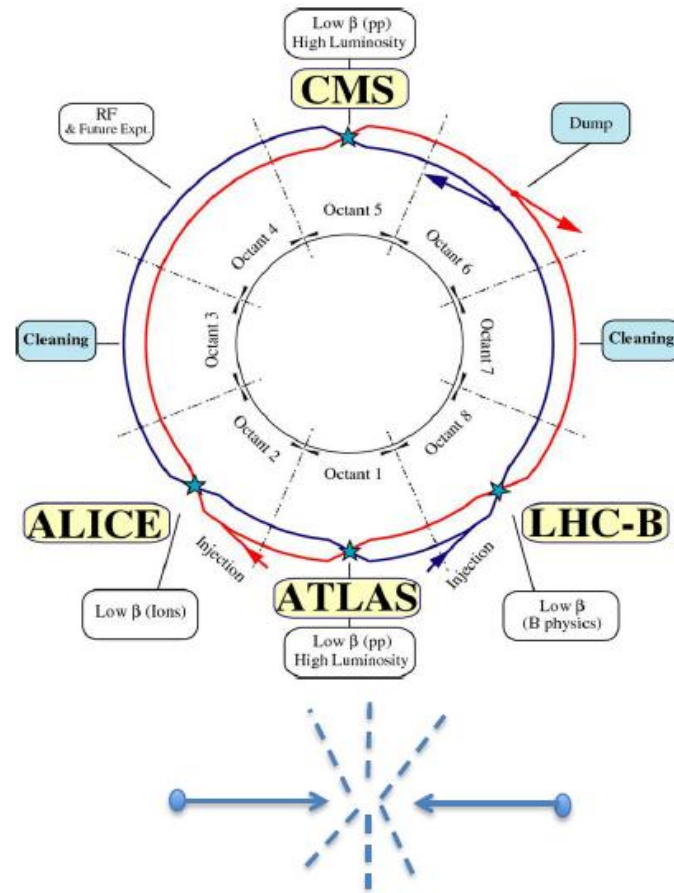 Low β (pp)
High Luminosity
CMS
RF
& Future Expt.
Dump
Octant 5
Octant 4
Octant 6
Cleaning
Octant 3
Octant 7
Cleaning
Octant 2
Octant 8
Octant 1
ALICE
LHC-B
Injection
Injection
ATLAS
Low β (Ions)
Low β (pp)
High Luminosity
Low β
(B physics)